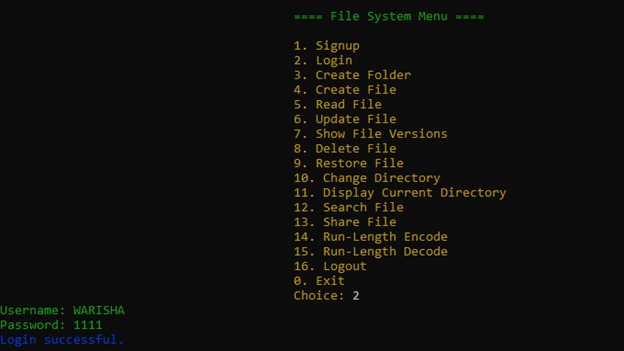 ==== File System Menu ====
1. Signup
2. Login
3. Create Folder
4. Create File
5. Read File
6. Update File
7. Show File Versions
8. Delete File
9. Restore File
10. Change Directory
11. Display Current Directory
12. Search File
13. Share File
14. Run-Length Encode
15. Run-Length Decode
16. Logout
0. Exit
Choice: 2
Username: WARISHA
Password: 1111
Login successful.